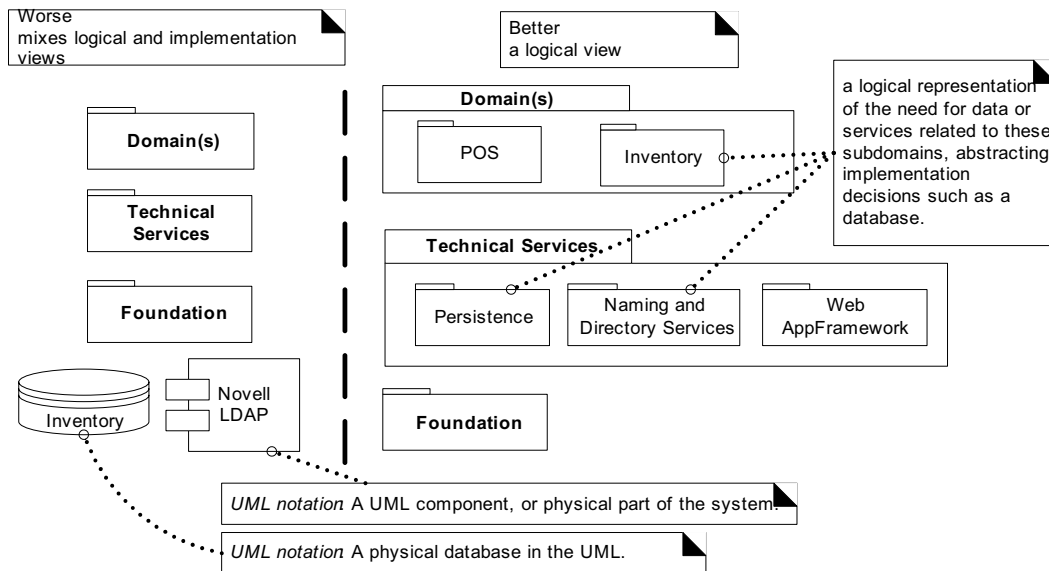 Worse
mixes logical and implementation
views
Better
a logical view
a logical representation
of the need for data or
services related to these
subdomains, abstracting
implementation
decisions such as a
database.
Domain(s)
Technical
Services
Foundation
Inventory
Novell
LDAP
Domain(s)
POS
Inventory
Technical Services
Persistence
Naming and
Directory Services
Web
AppFramework
Foundation
UML notation: A UML component, or physical part of the system.
UML notation: A physical database in the UML.